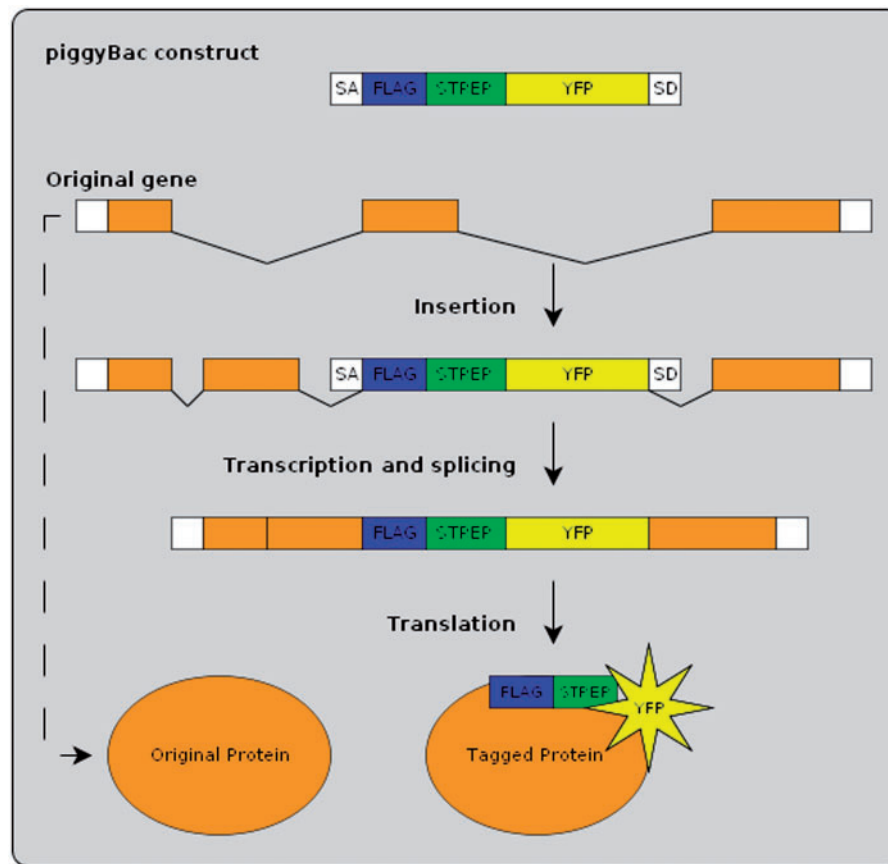 piggyBac construct
SA FLAG STREP YFP SD
Original gene
Insertion
SA FLAG STREP YFP SD
Transcription and splicing
FLAG STREP YFP
Translation
FLAG STREP
YFP
Original Protein
Tagged Protein